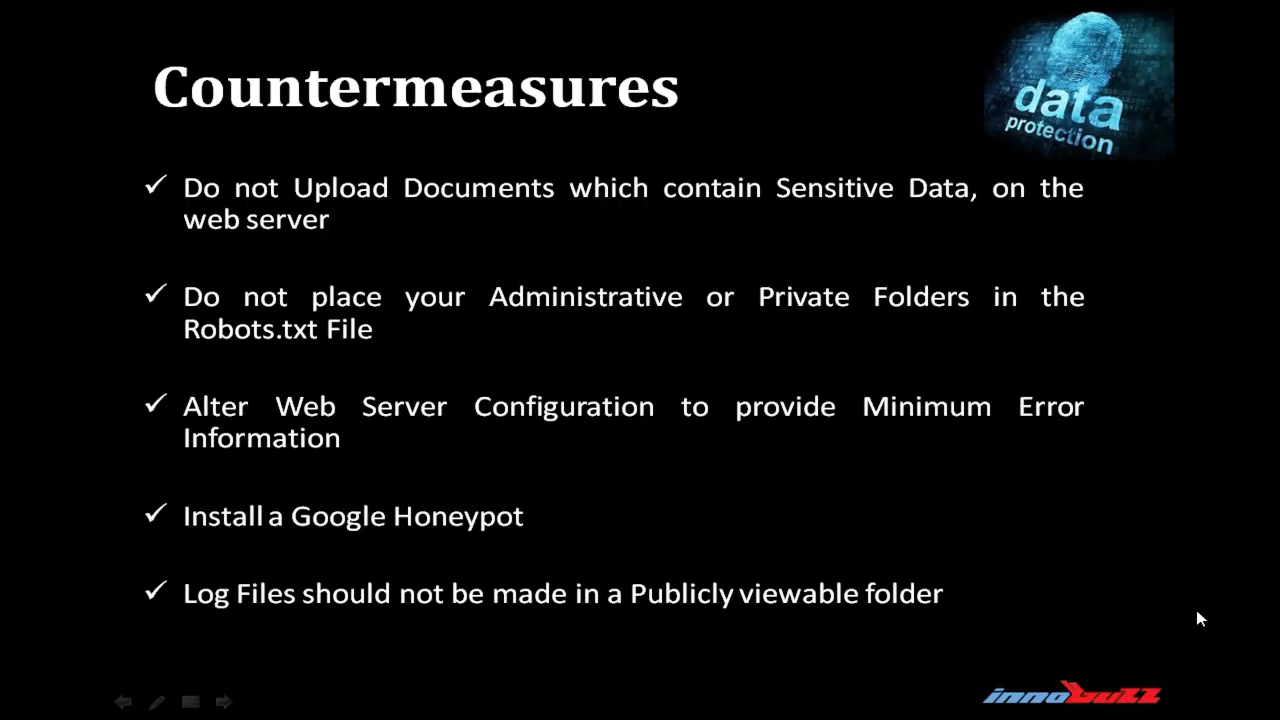 Countermeasures
data
protection
✓ Do not Upload Documents which contain Sensitive Data, on the
web server
✓ Do not place your Administrative or Private Folders in the
Robots.txt File
✓ Alter Web Server Configuration to provide Minimum Error
Information
✓ Install a Google Honeypot
✓ Log Files should not be made in a Publicly viewable folder
innobuzz